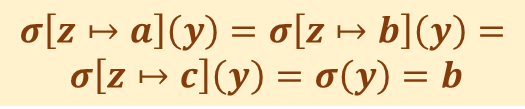 σ[z ↦ a](y) = σ[z ↦ b](y) =
σ[z ↦ c](y) = σ(y) = b